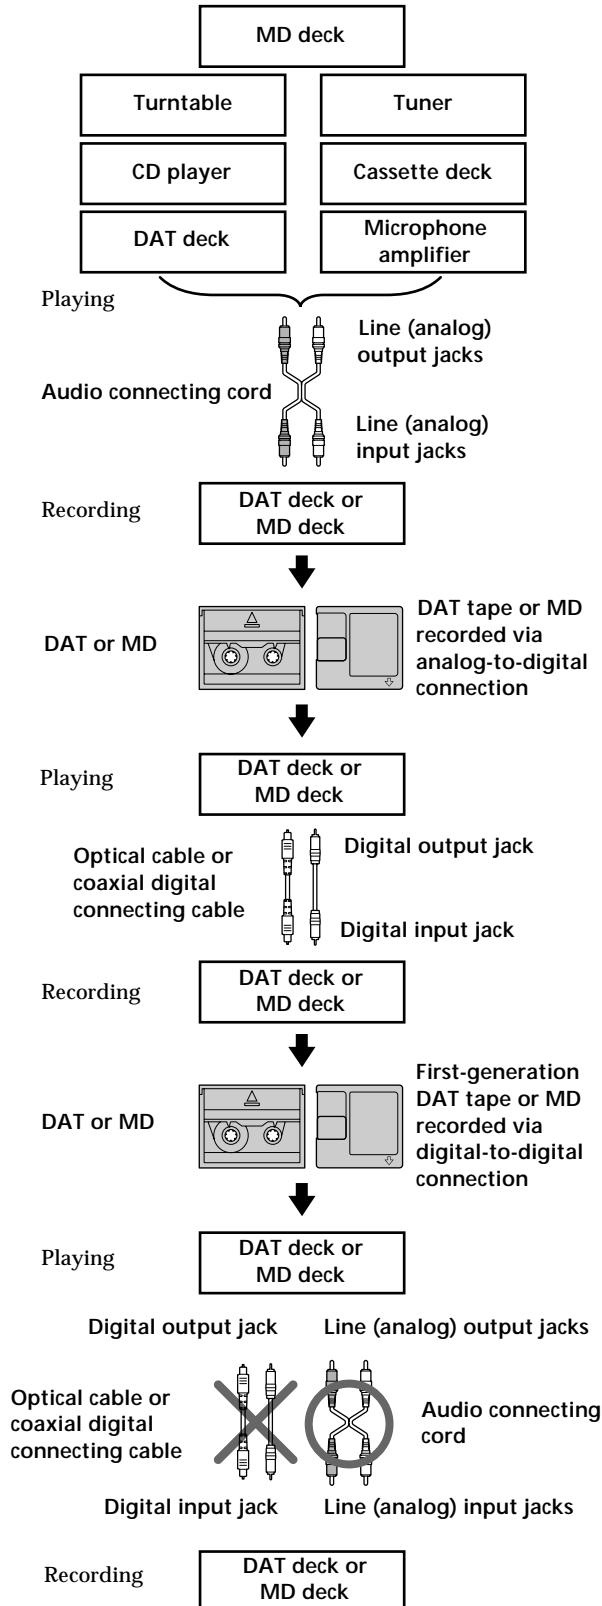 MD deck
Turntable
Tuner
CD player
Cassette deck
DAT deck
Microphone
amplifier
Playing
Line (analog)
output jacks
Audio connecting cord
Line (analog)
input jacks
Recording
DAT deck or
MD deck
DAT or MD
DAT tape or MD
recorded via
analog-to-digital
connection
Playing
DAT deck or
MD deck
Optical cable or
coaxial digital
connecting cable
Digital output jack
Digital input jack
Recording
DAT deck or
MD deck
DAT or MD
First-generation
DAT tape or MD
recorded via
digital-to-digital
connection
Playing
DAT deck or
MD deck
Digital output jack
Line (analog) output jacks
Optical cable or
coaxial digital
connecting cable
Audio connecting
cord
Digital input jack
Line (analog) input jacks
Recording
DAT deck or
MD deck